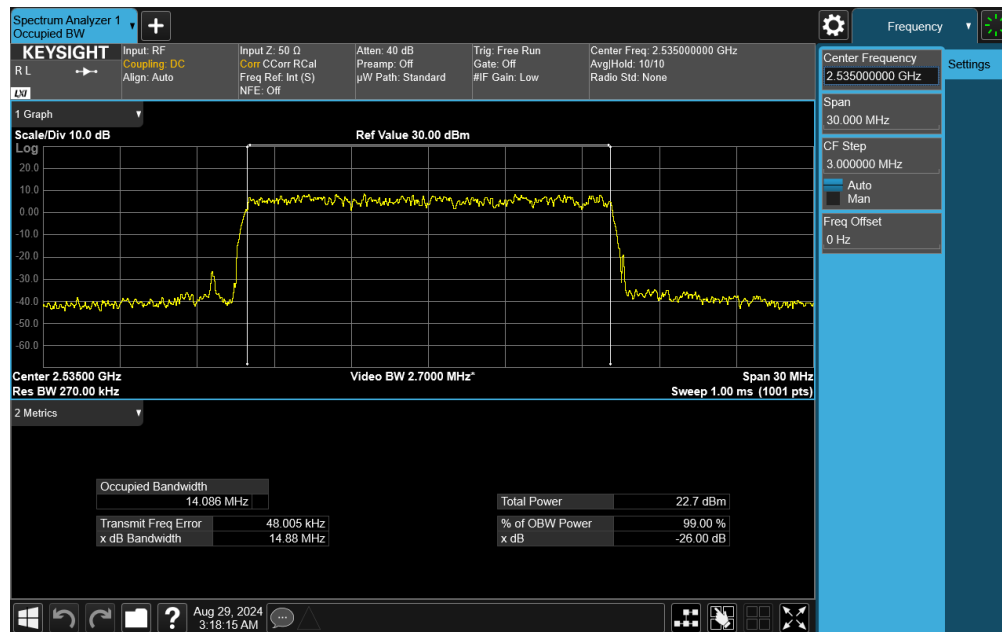 Spectrum Analyzer 1
Occupied BW
Frequency
KEYSIGHT
R L
LXI
Input: RF
Coupling: DC
Align: Auto
Input Z: 50 Ω
Corr CCorr RCal
Freq Ref: Int (S)
NFE: Off
Atten: 40 dB
Preamp: Off
µW Path: Standard
Trig: Free Run
Gate: Off
#IF Gain: Low
Center Freq: 2.535000000 GHz
Avg|Hold: 10/10
Radio Std: None
Center Frequency
2.535000000 GHz
Settings
Span
30.000 MHz
CF Step
3.000000 MHz
Auto
Man
Freq Offset
0 Hz
1 Graph
Scale/Div 10.0 dB
Ref Value 30.00 dBm
Log
20.0
10.0
0.00
-10.0
-20.0
-30.0
-40.0
-50.0
-60.0
Center 2.53500 GHz
Video BW 2.7000 MHz*
Span 30 MHz
Res BW 270.00 kHz
Sweep 1.00 ms (1001 pts)
2 Metrics
Occupied Bandwidth
14.086 MHz
Total Power 22.7 dBm
Transmit Freq Error 48.005 kHz
% of OBW Power 99.00 %
x dB Bandwidth 14.88 MHz
x dB -26.00 dB
?
Aug 29, 2024
3:18:15 AM